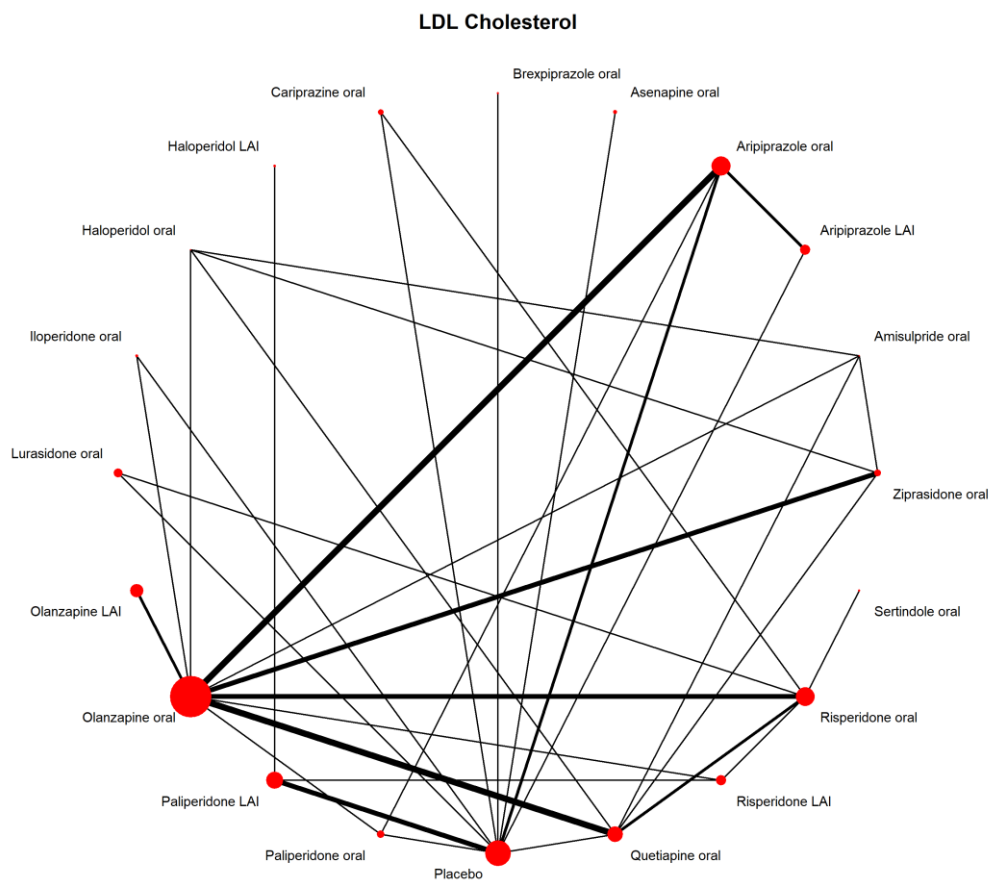 LDL Cholesterol
Brexpiprazole oral
Cariprazine oral
Asenapine oral
Haloperidol LAI
Aripiprazole oral
Haloperidol oral
Aripiprazole LAI
Iloperidone oral
Amisulpride oral
Lurasidone oral
Ziprasidone oral
Olanzapine LAI
Sertindole oral
Olanzapine oral
Risperidone oral
Paliperidone LAI
Risperidone LAI
Paliperidone oral
Quetiapine oral
Placebo